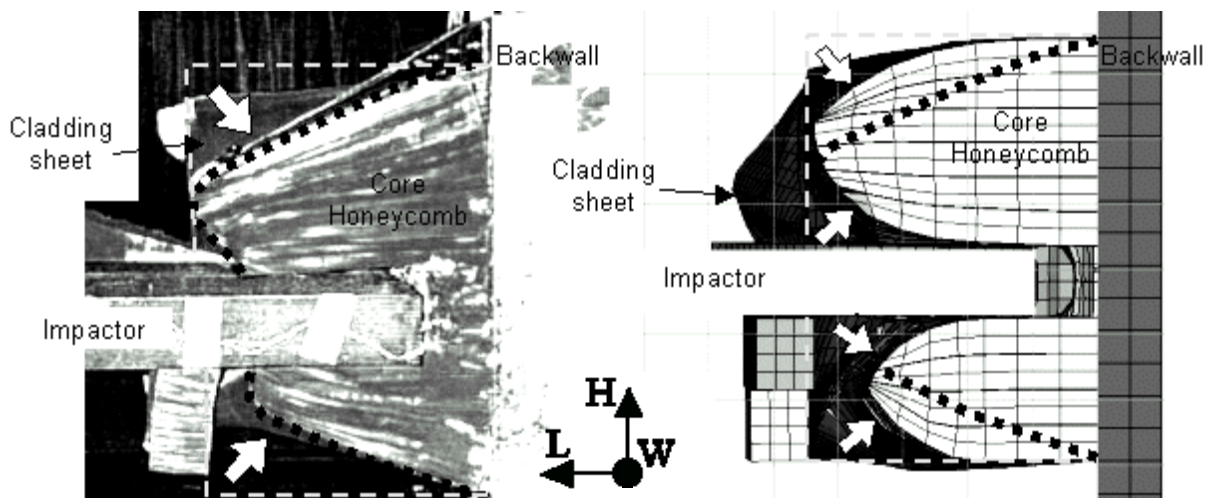 Backwall
Cladding
sheet
Core
Honeycomb
Impactor
H
L
W
Backwall
Core
Honeycomb
Cladding
sheet
Impactor